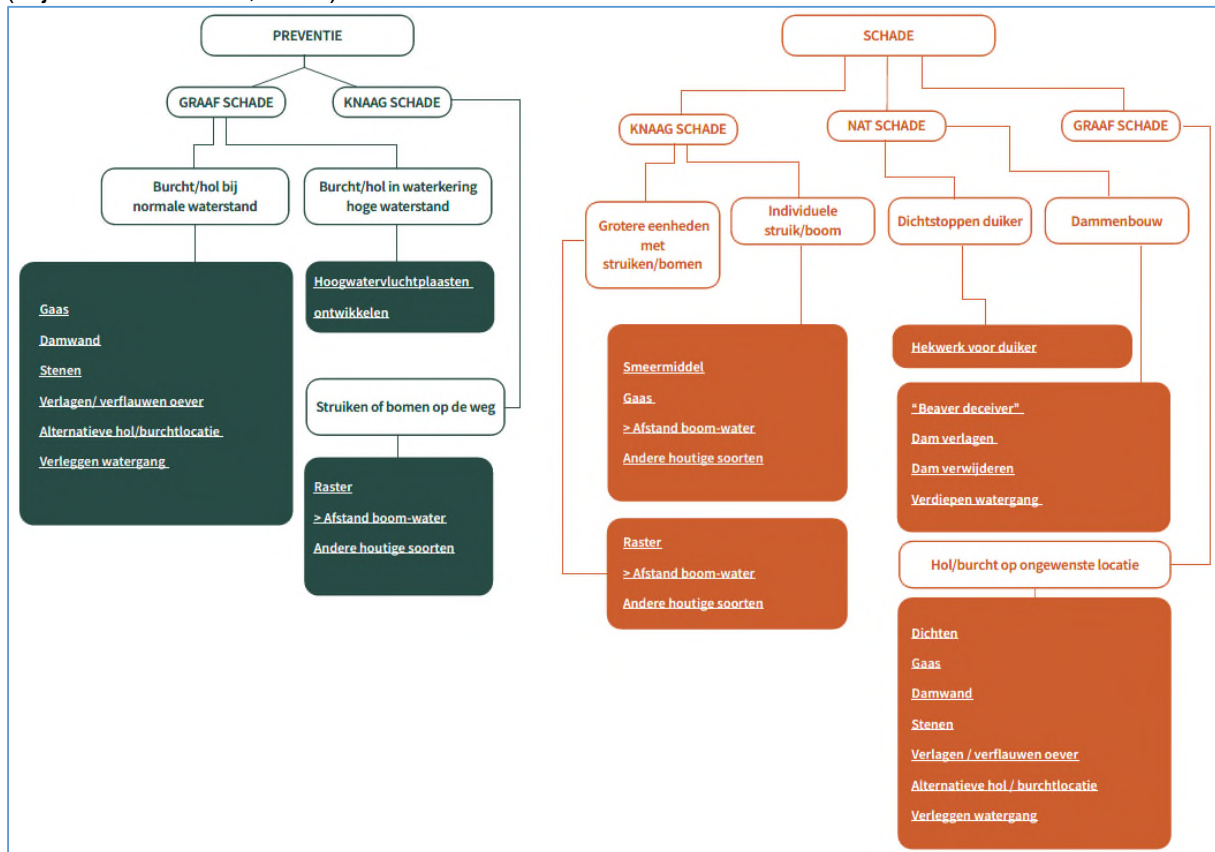 PREVENTIE
GRAAF SCHADE
KNAAG SCHADE
Burcht/hol bij
normale waterstand
Burcht/hol in waterkering
hoge waterstand
Gaas
Damwand
Stenen
Verlagen/ verflauwen oever
Alternatieve hol/burchtlocatie
Verleggen watergang
Hoogwatervluchtplaasten
ontwikkelen
Struiken of bomen op de weg
Raster
> Afstand boom-water
Andere houtige soorten
SCHADE
KNAAG SCHADE
NAT SCHADE
GRAAF SCHADE
Grotere eenheden
met
struiken/bomen
Individuele
struik/boom
Dichtstoppen duiker
Dammenbouw
Smeermiddel
Gaas
> Afstand boom-water
Andere houtige soorten
Raster
> Afstand boom-water
Andere houtige soorten
Hekwerk voor duiker
“Beaver deceiver”
Dam verlagen
Dam verwijderen
Verdiepen watergang
Hol/burcht op ongewenste locatie
Dichten
Gaas
Damwand
Stenen
Verlagen / verflauwen oever
Alternatieve hol / burchtlocatie
Verleggen watergang